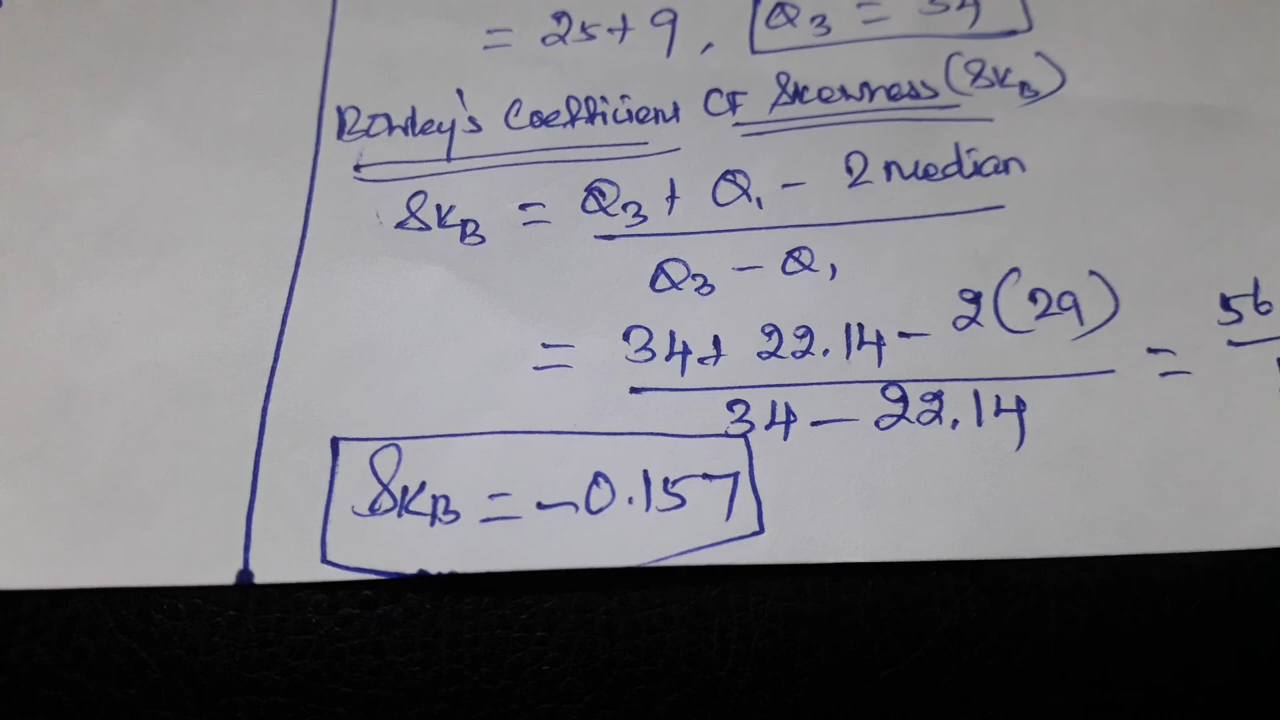 = 25+9, Q3 = 34
Bowley's Coefficient OF Skewness (SKB)
SKB = Q3 + Q1 - 2 median
Q3 - Q1
= 34 + 22.14 - 2(29) = 56
34 - 22.14
SKB = -0.157